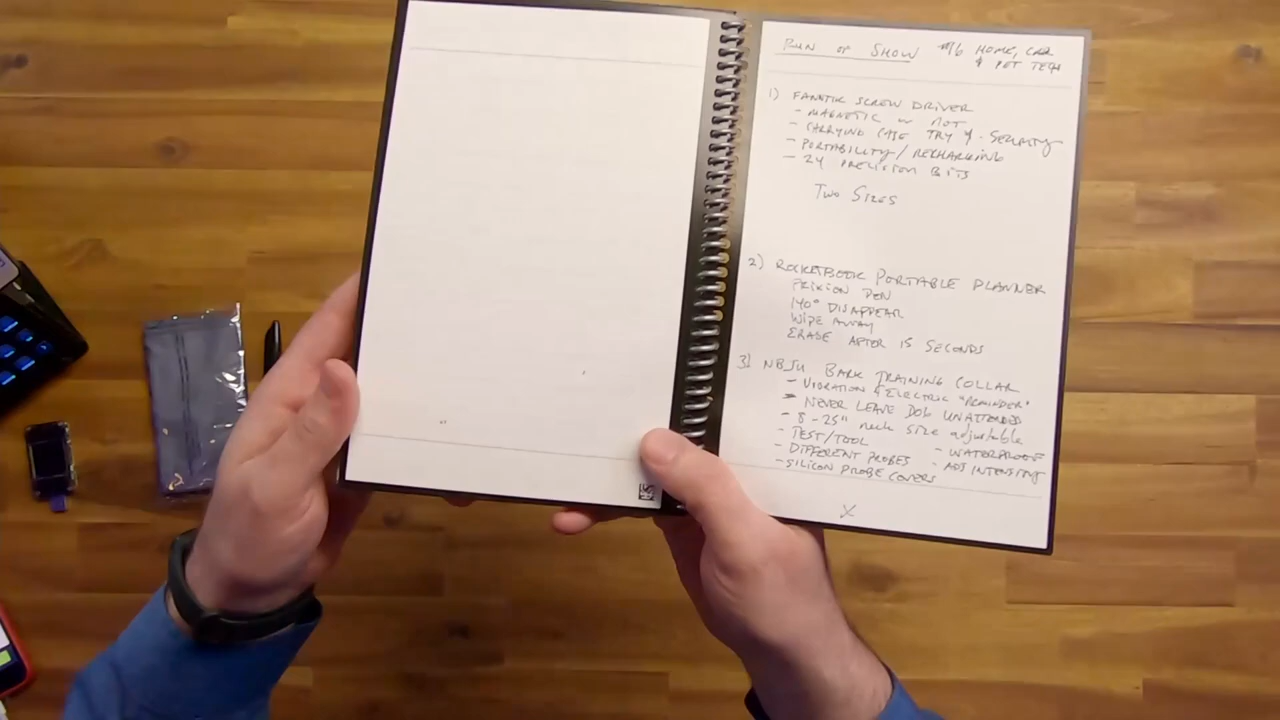 RUN OF SHOW #16 HOME, CAR
& PET TECH
1) FANTTIK SCREW DRIVER
- MAGNETIC OR NOT
- CARRYING CASE TRY &
- PORTABILITY / RECHARGING
- 24 PRECISION BITS
TWO SIZES
2) ROCKETBOOK PORTABLE PLANNER
FRIXION PEN
140° DISAPPEAR
WIPE AWAY
ERASE AFTER 15 SECONDS
3) NBJU BARK TRAINING COLLAR
- VIBRATION & ELECTRIC "REMINDER"
- NEVER LEAVE DOG UNATTENDED
- 8-25" neck size adjustable
- TEST/TOOL - WATERPROOF
- DIFFERENT PROBES - ADJ INTENSITY
- SILICON PROBE COVERS